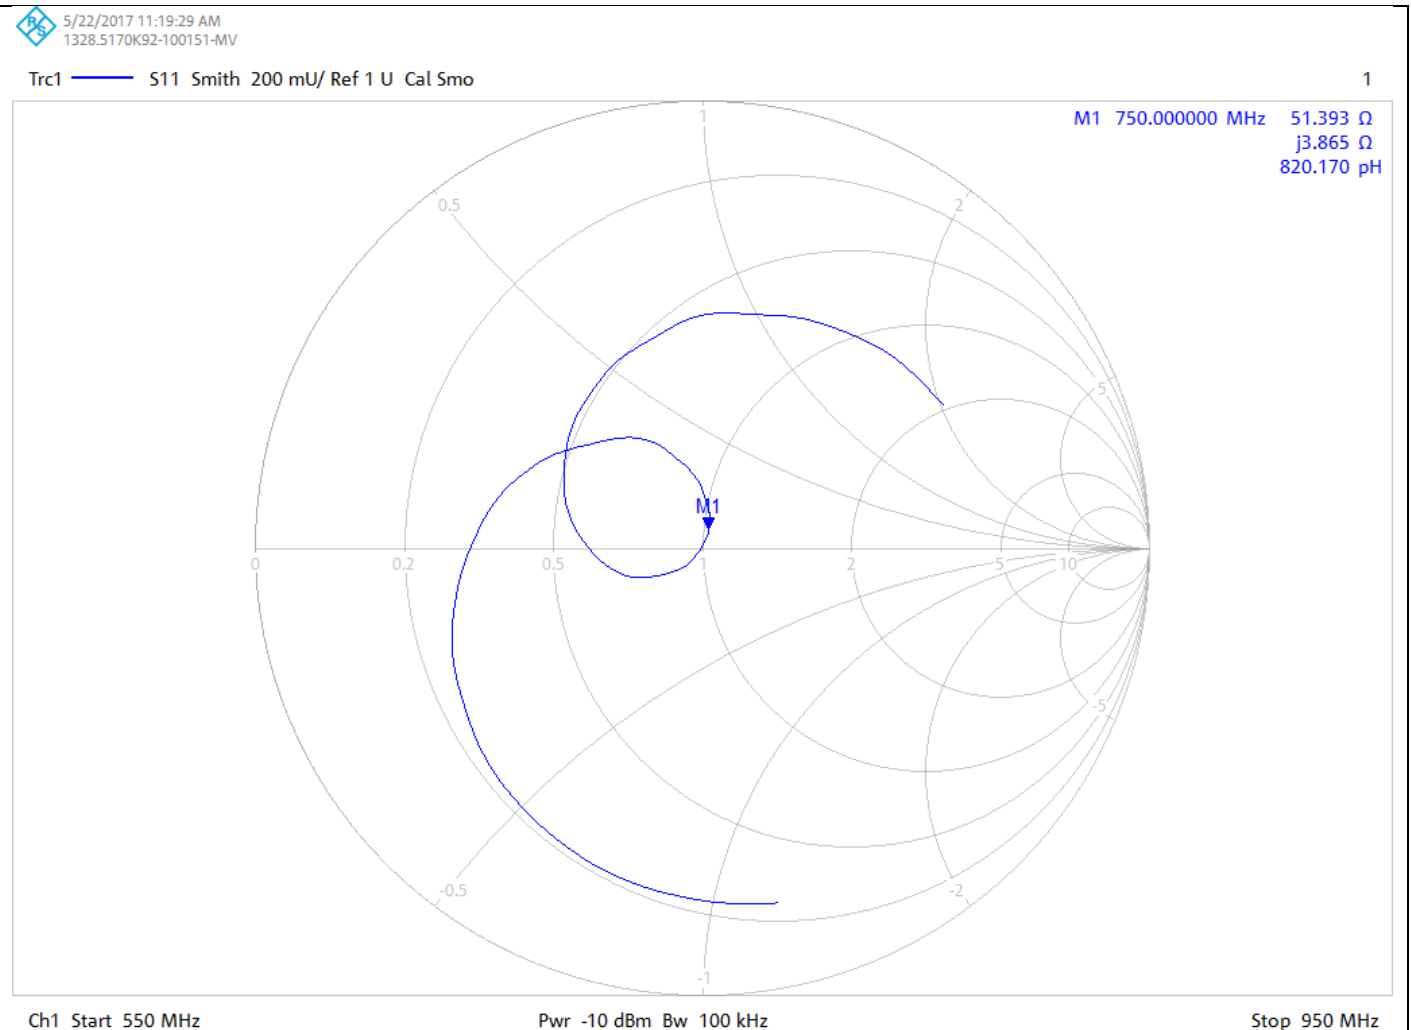 R S
5/22/2017 11:19:29 AM
1328.5170K92-100151-MV
Trc1 S11 Smith 200 mU/ Ref 1 U Cal Smo 1
M1 750.000000 MHz 51.393 Ω
j3.865 Ω
820.170 pH
1
0.5 2
5
M1
0 0.2 0.5 1 2 5 10
-5
-0.5 -2
-1
Ch1 Start 550 MHz Pwr -10 dBm Bw 100 kHz Stop 950 MHz